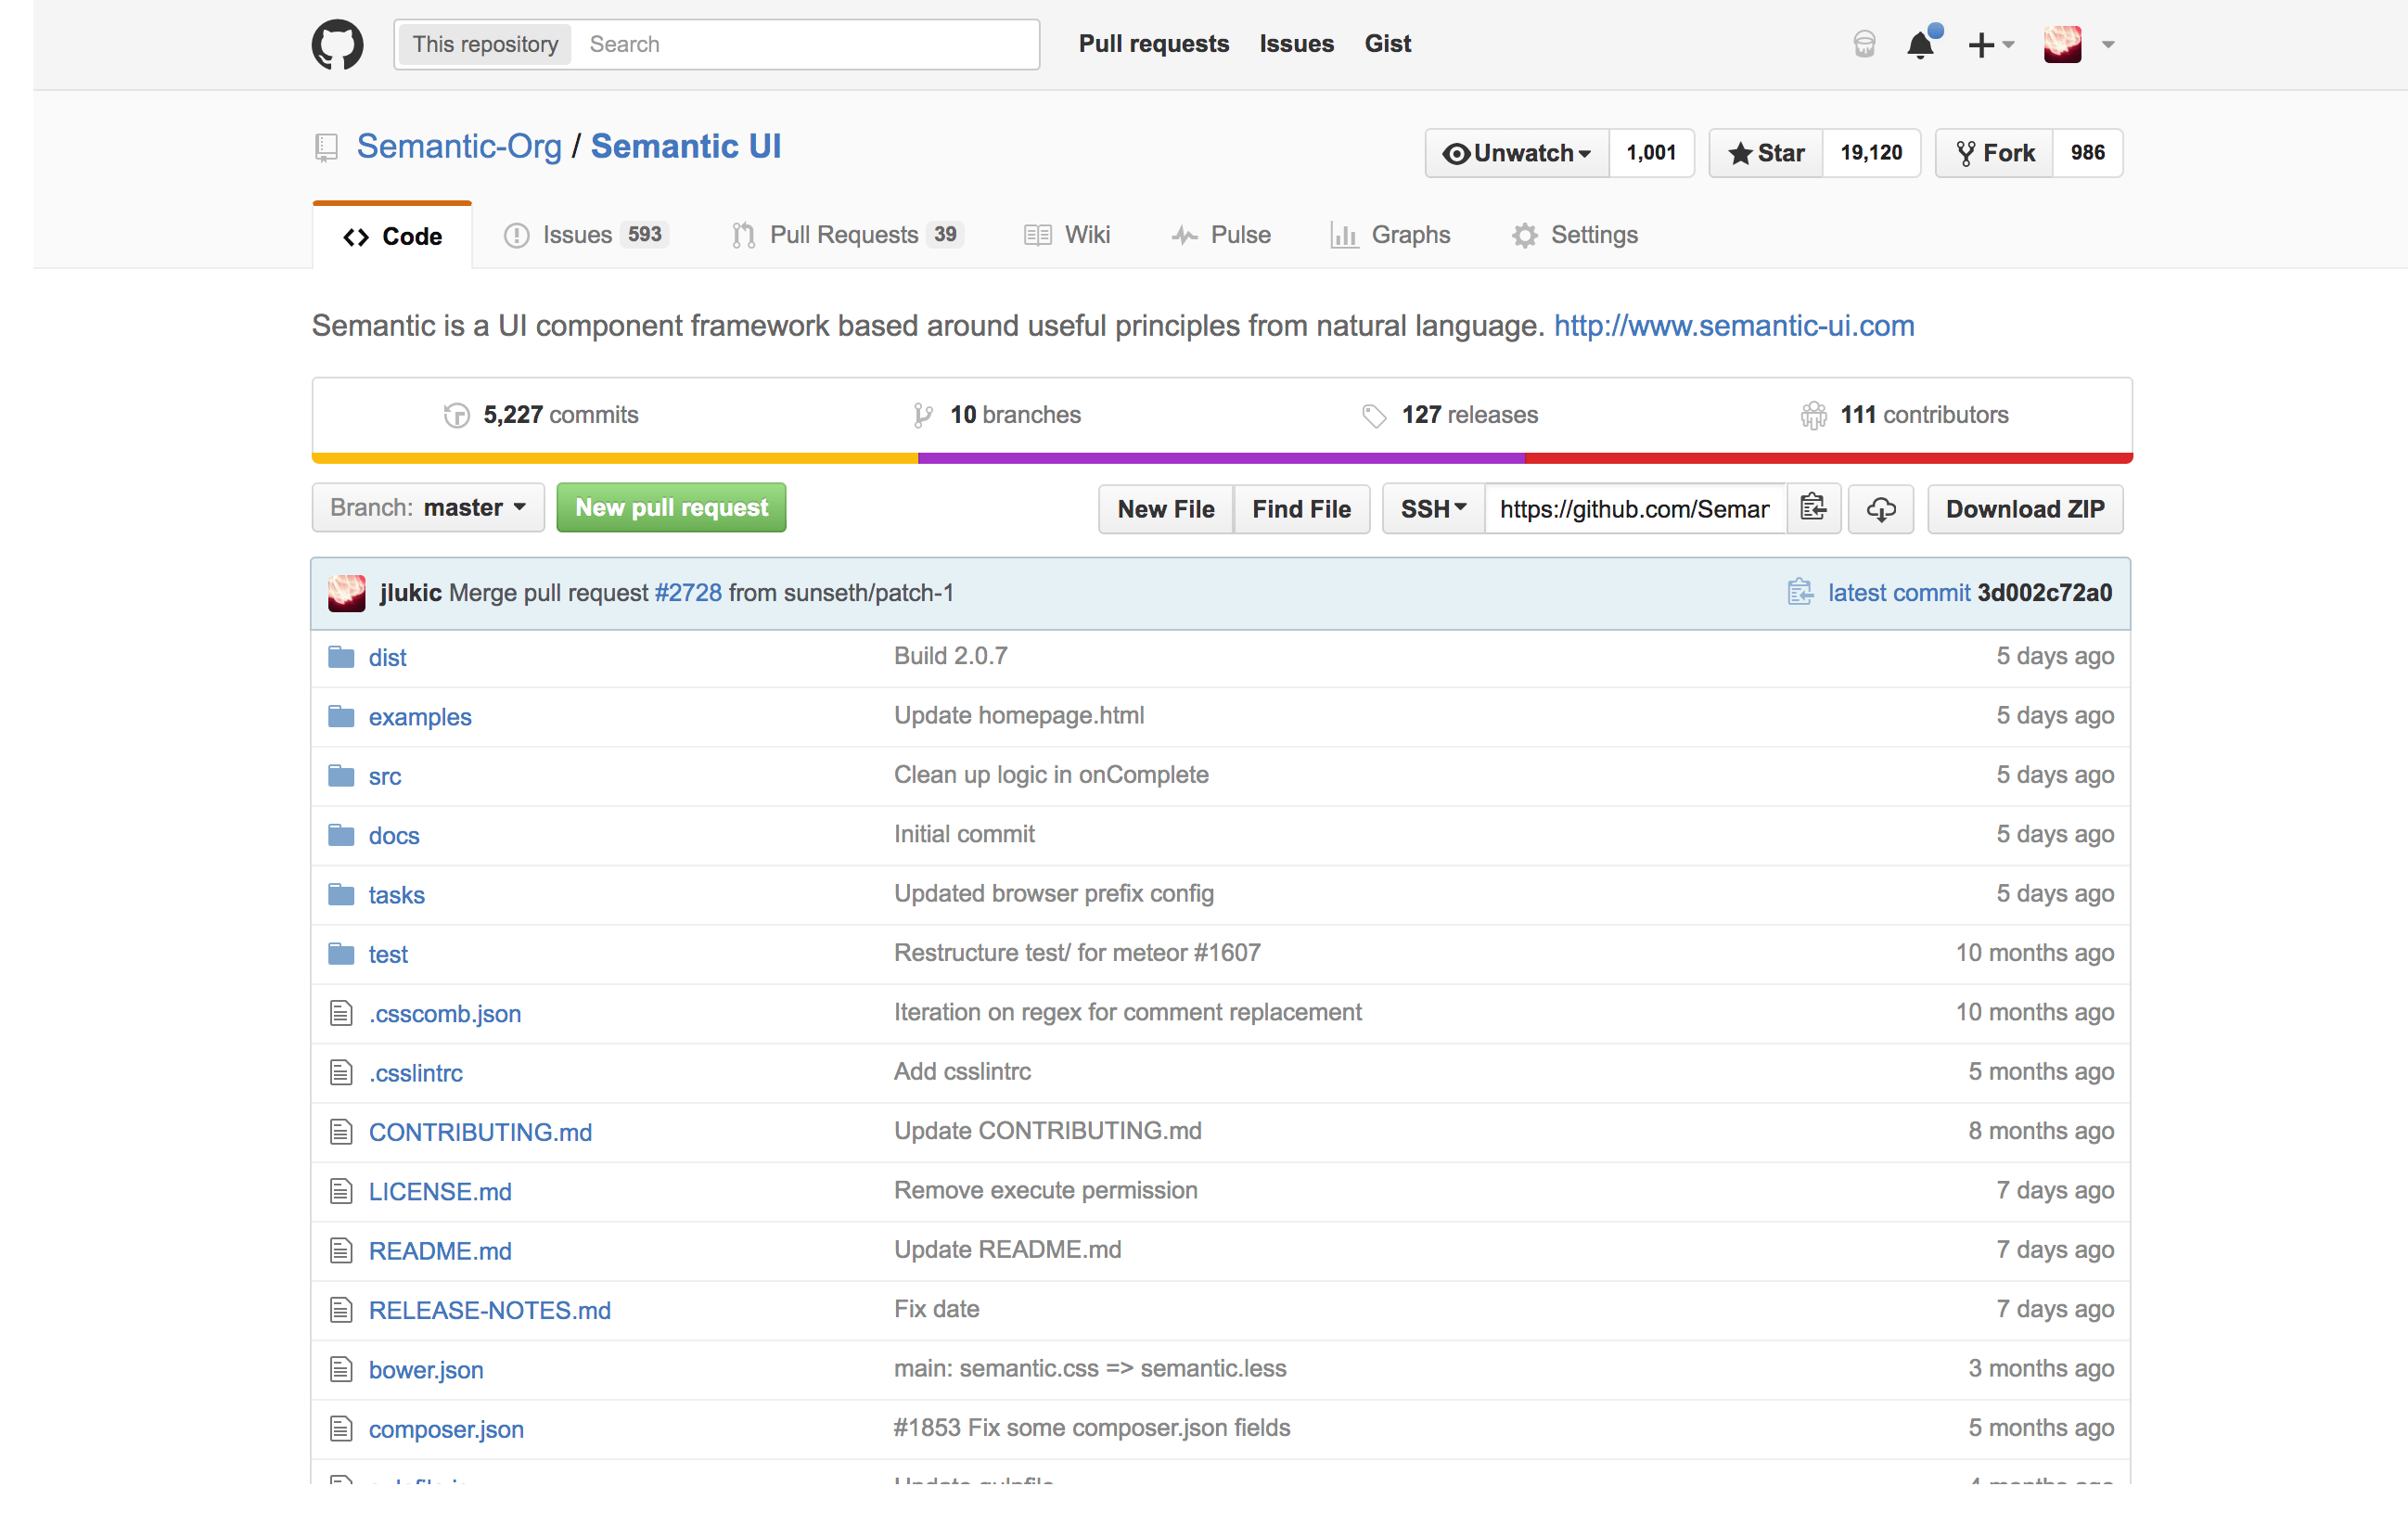 This repository Search Pull requests Issues Gist
Semantic-Org / Semantic UI Unwatch 1,001 Star 19,120 Fork 986
Code Issues 593 Pull Requests 39 Wiki Pulse Graphs Settings
Semantic is a UI component framework based around useful principles from natural language. http://www.semantic-ui.com
5,227 commits 10 branches 127 releases 111 contributors
Branch: master New pull request New File Find File SSH https://github.com/Seman Download ZIP
jlukic Merge pull request #2728 from sunseth/patch-1 latest commit 3d002c72a0
dist Build 2.0.7 5 days ago
examples Update homepage.html 5 days ago
src Clean up logic in onComplete 5 days ago
docs Initial commit 5 days ago
tasks Updated browser prefix config 5 days ago
test Restructure test/ for meteor #1607 10 months ago
.csscomb.json Iteration on regex for comment replacement 10 months ago
.csslintrc Add csslintrc 5 months ago
CONTRIBUTING.md Update CONTRIBUTING.md 8 months ago
LICENSE.md Remove execute permission 7 days ago
README.md Update README.md 7 days ago
RELEASE-NOTES.md Fix date 7 days ago
bower.json main: semantic.css => semantic.less 3 months ago
composer.json #1853 Fix some composer.json fields 5 months ago